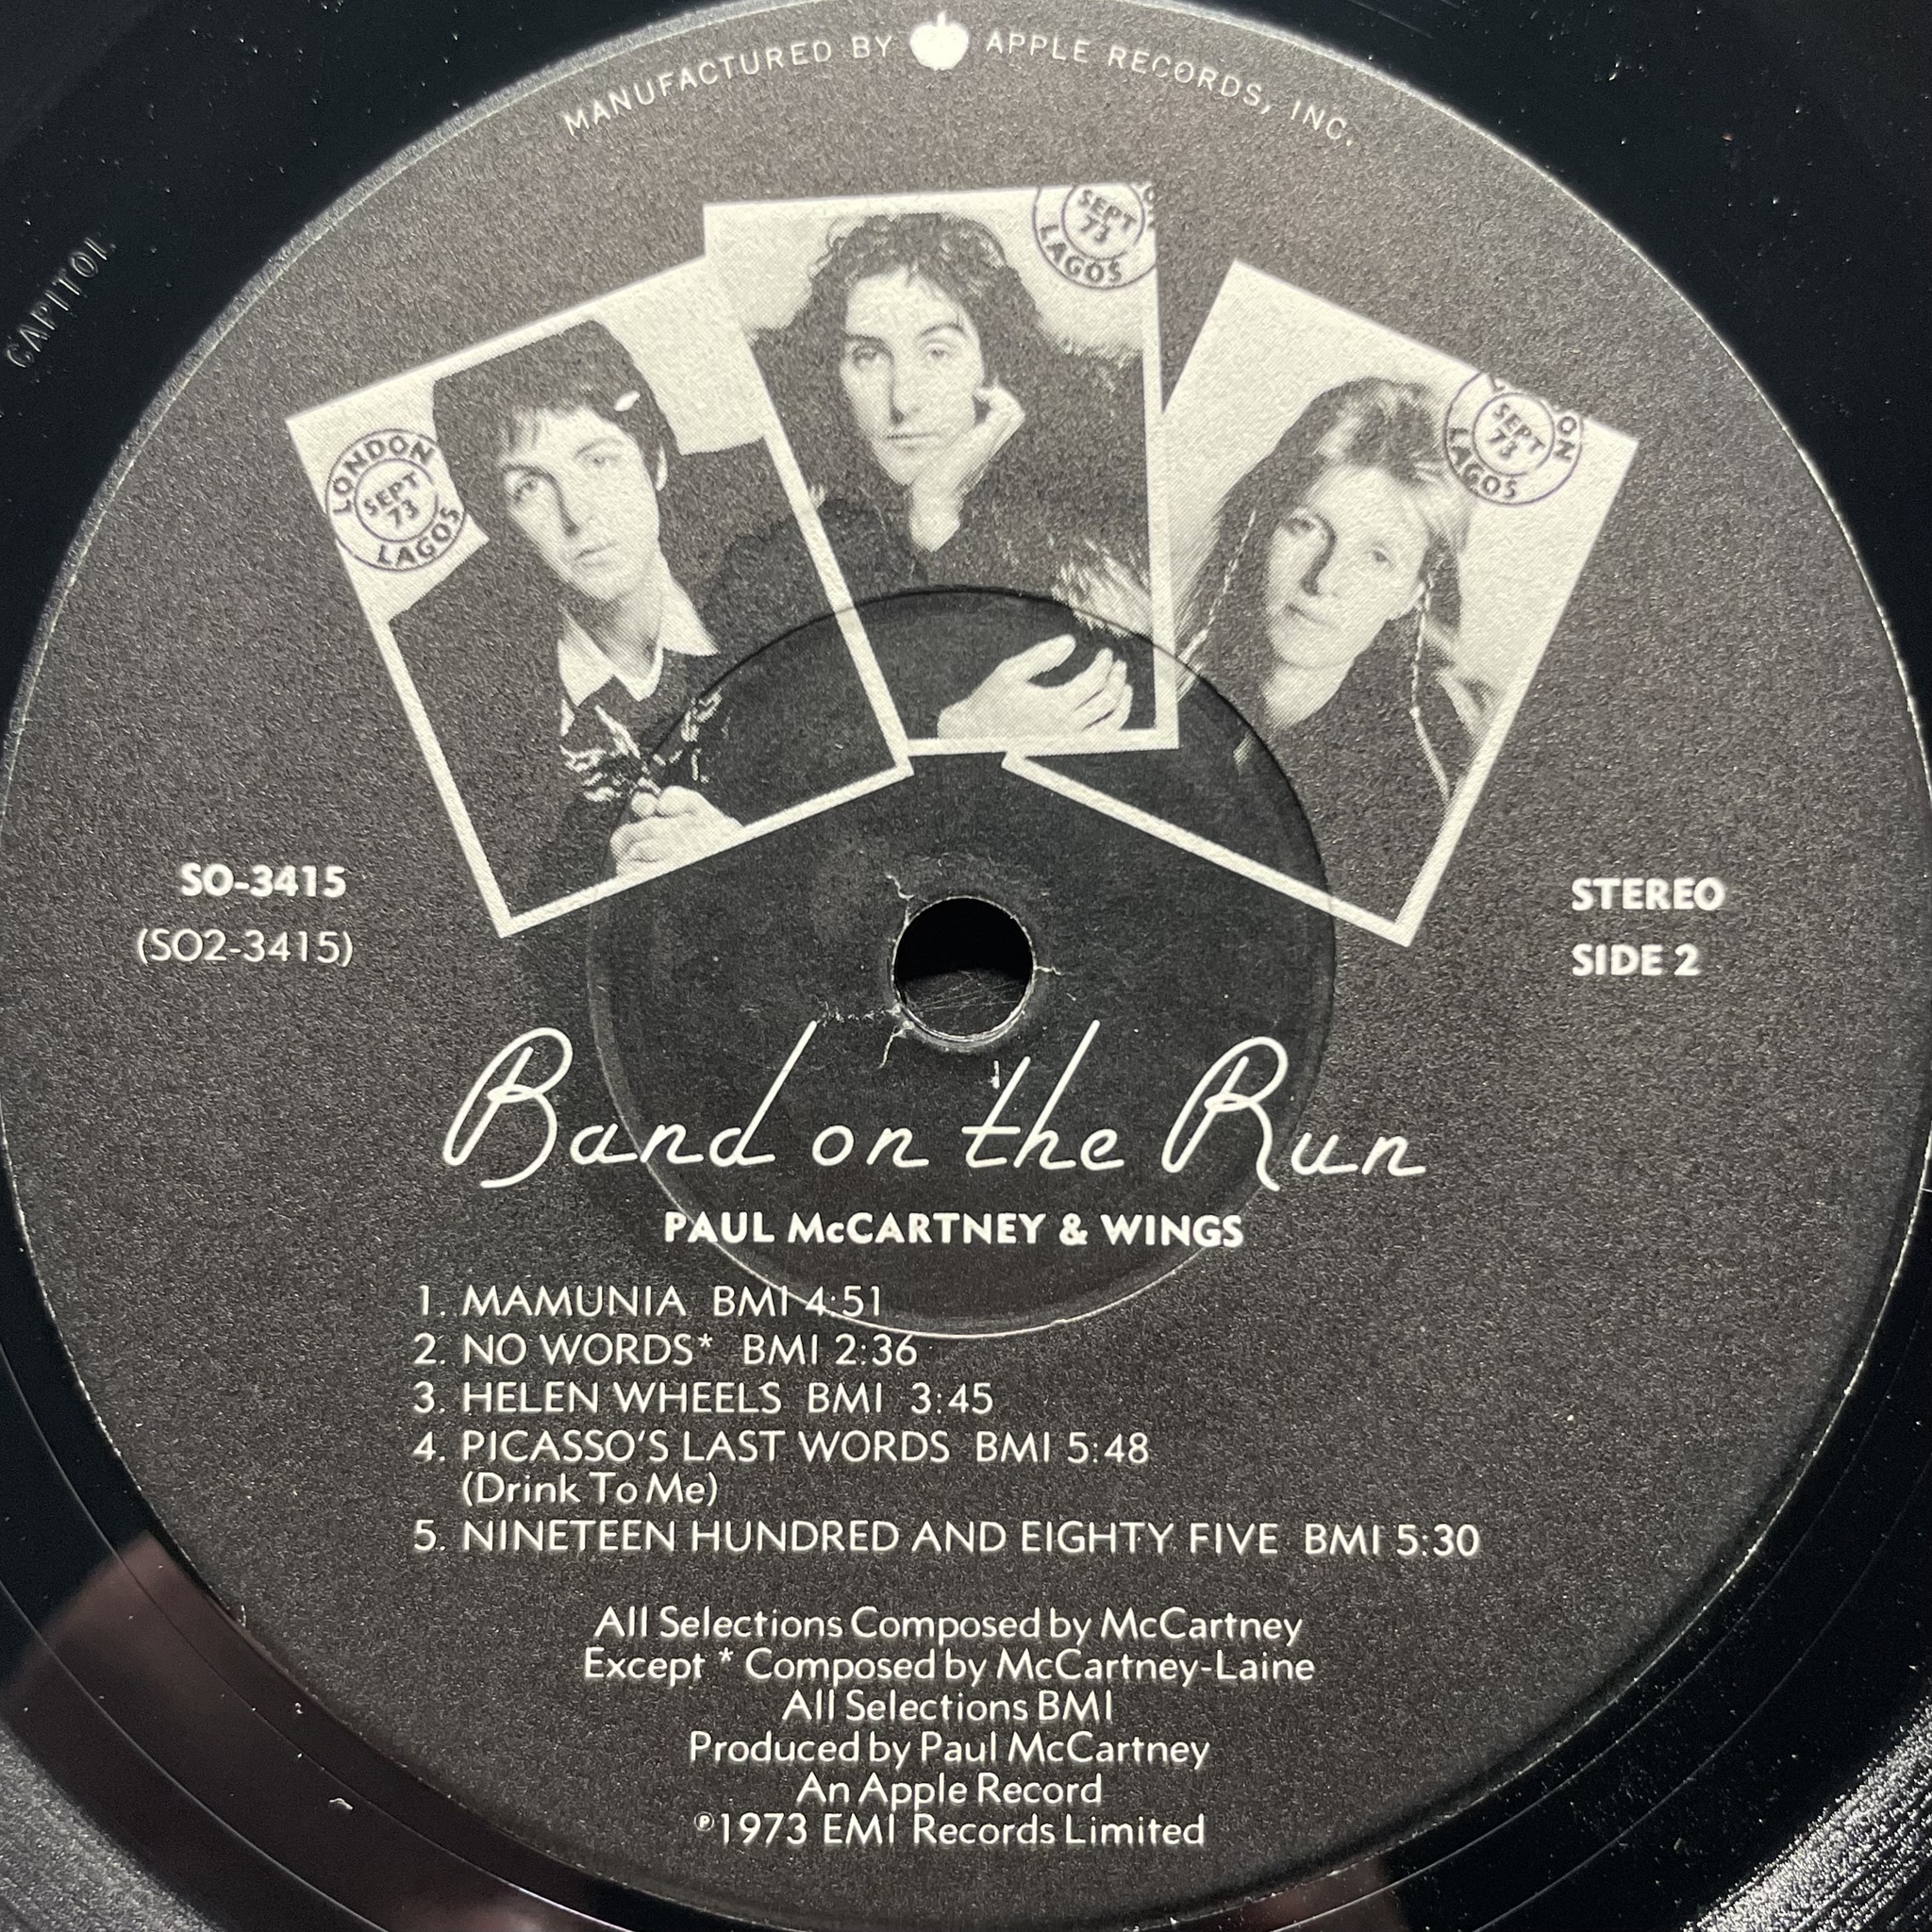 MANUFACTURED BY APPLE RECORDS, INC.
CAPITOL
LONDON
SEPT
73
LAGOS
SEPT
73
LAGOS
SEPT
73
LAGOS
SO-3415
(SO2-3415)
STEREO
SIDE 2
Band on the Run
PAUL McCARTNEY & WINGS
1. MAMUNIA BMI 4:51
2. NO WORDS* BMI 2:36
3. HELEN WHEELS BMI 3:45
4. PICASSO'S LAST WORDS BMI 5:48
(Drink To Me)
5. NINETEEN HUNDRED AND EIGHTY FIVE BMI 5:30
All Selections Composed by McCartney
Except * Composed by McCartney-Laine
All Selections BMI
Produced by Paul McCartney
An Apple Record
℗1973 EMI Records Limited